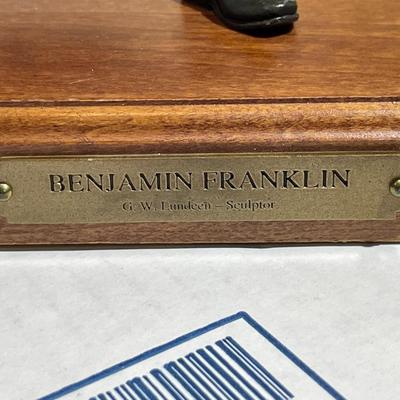 BENJAMIN FRANKLIN
G. W. Lundeen – Sculptor